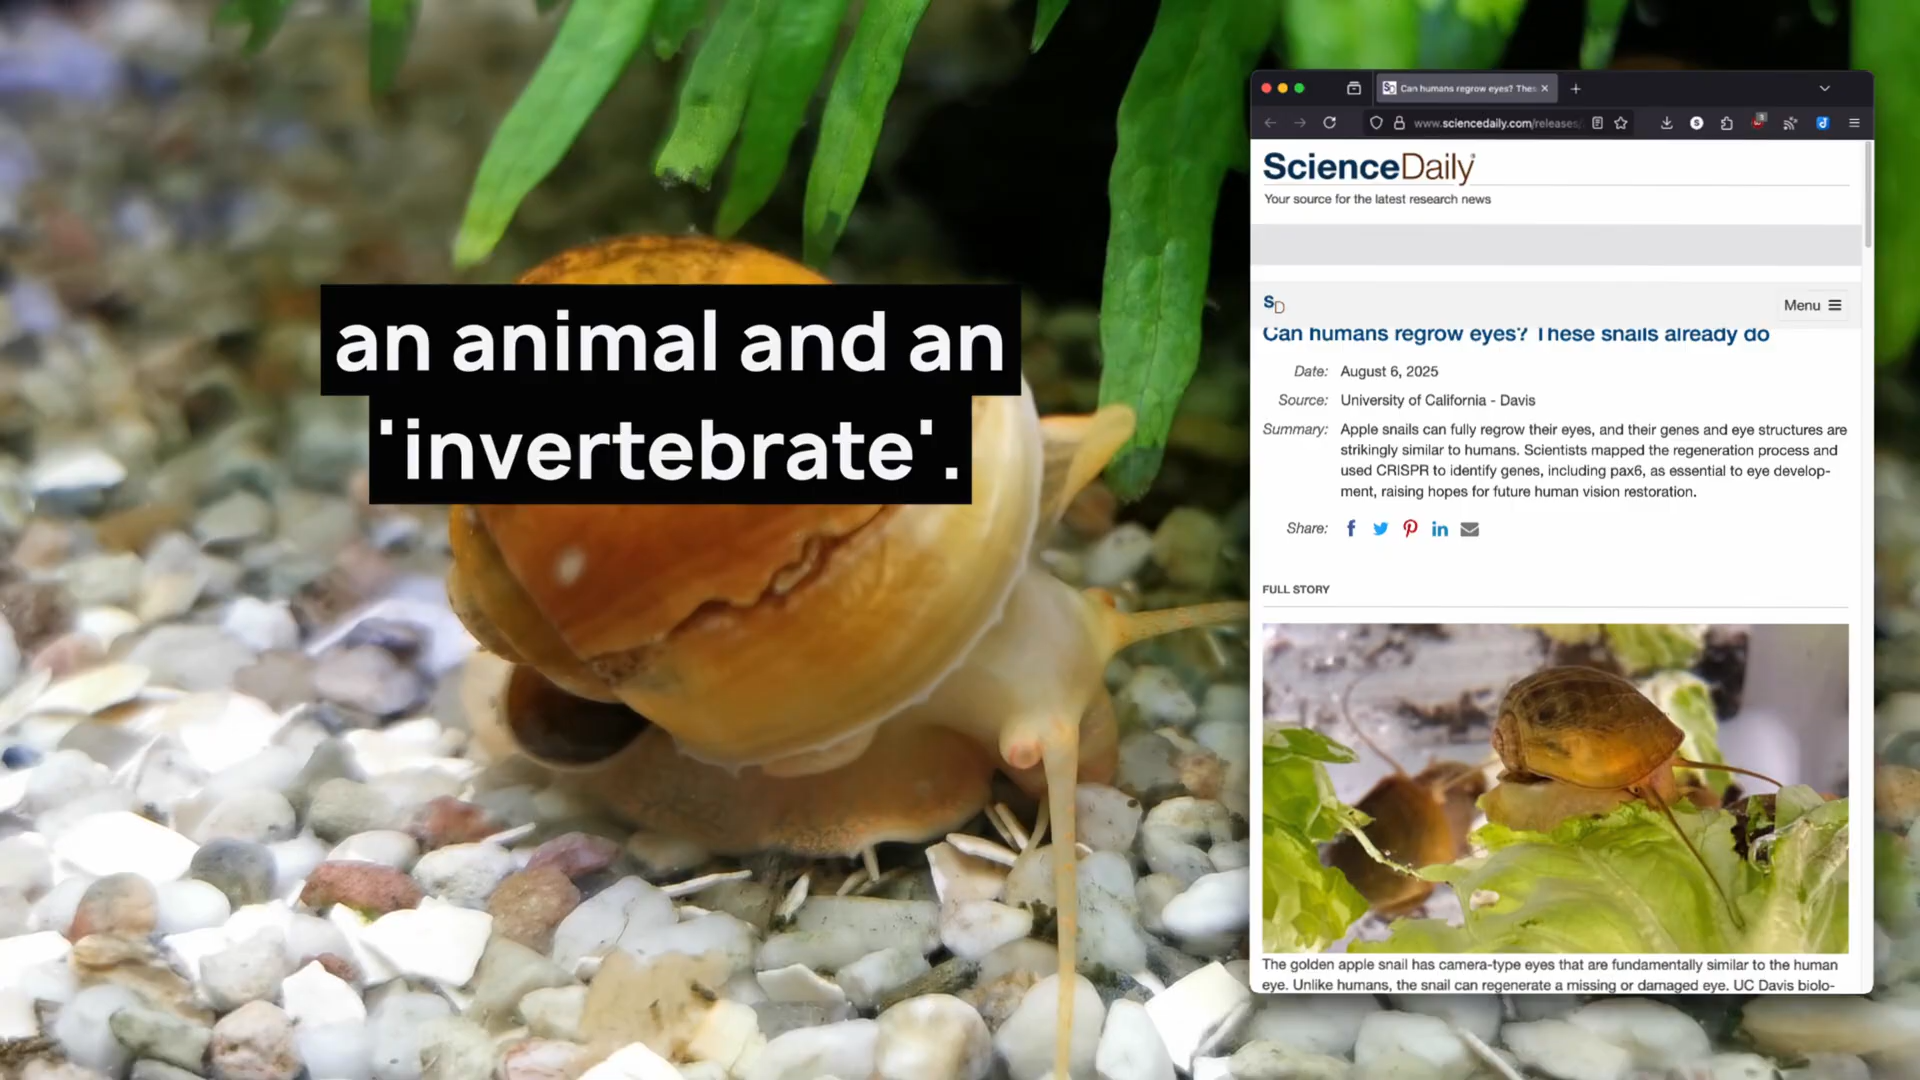 an animal and an
'invertebrate'.
Can humans regrow eyes? Thes
www.sciencedaily.com/releases/
ScienceDaily
Your source for the latest research news
SD
Menu
Can humans regrow eyes? These snails already do
Date: August 6, 2025
Source: University of California - Davis
Summary: Apple snails can fully regrow their eyes, and their genes and eye structures are
strikingly similar to humans. Scientists mapped the regeneration process and
used CRISPR to identify genes, including pax6, as essential to eye develop-
ment, raising hopes for future human vision restoration.
Share:
FULL STORY
The golden apple snail has camera-type eyes that are fundamentally similar to the human
eye. Unlike humans, the snail can regenerate a missing or damaged eye. UC Davis biolo-